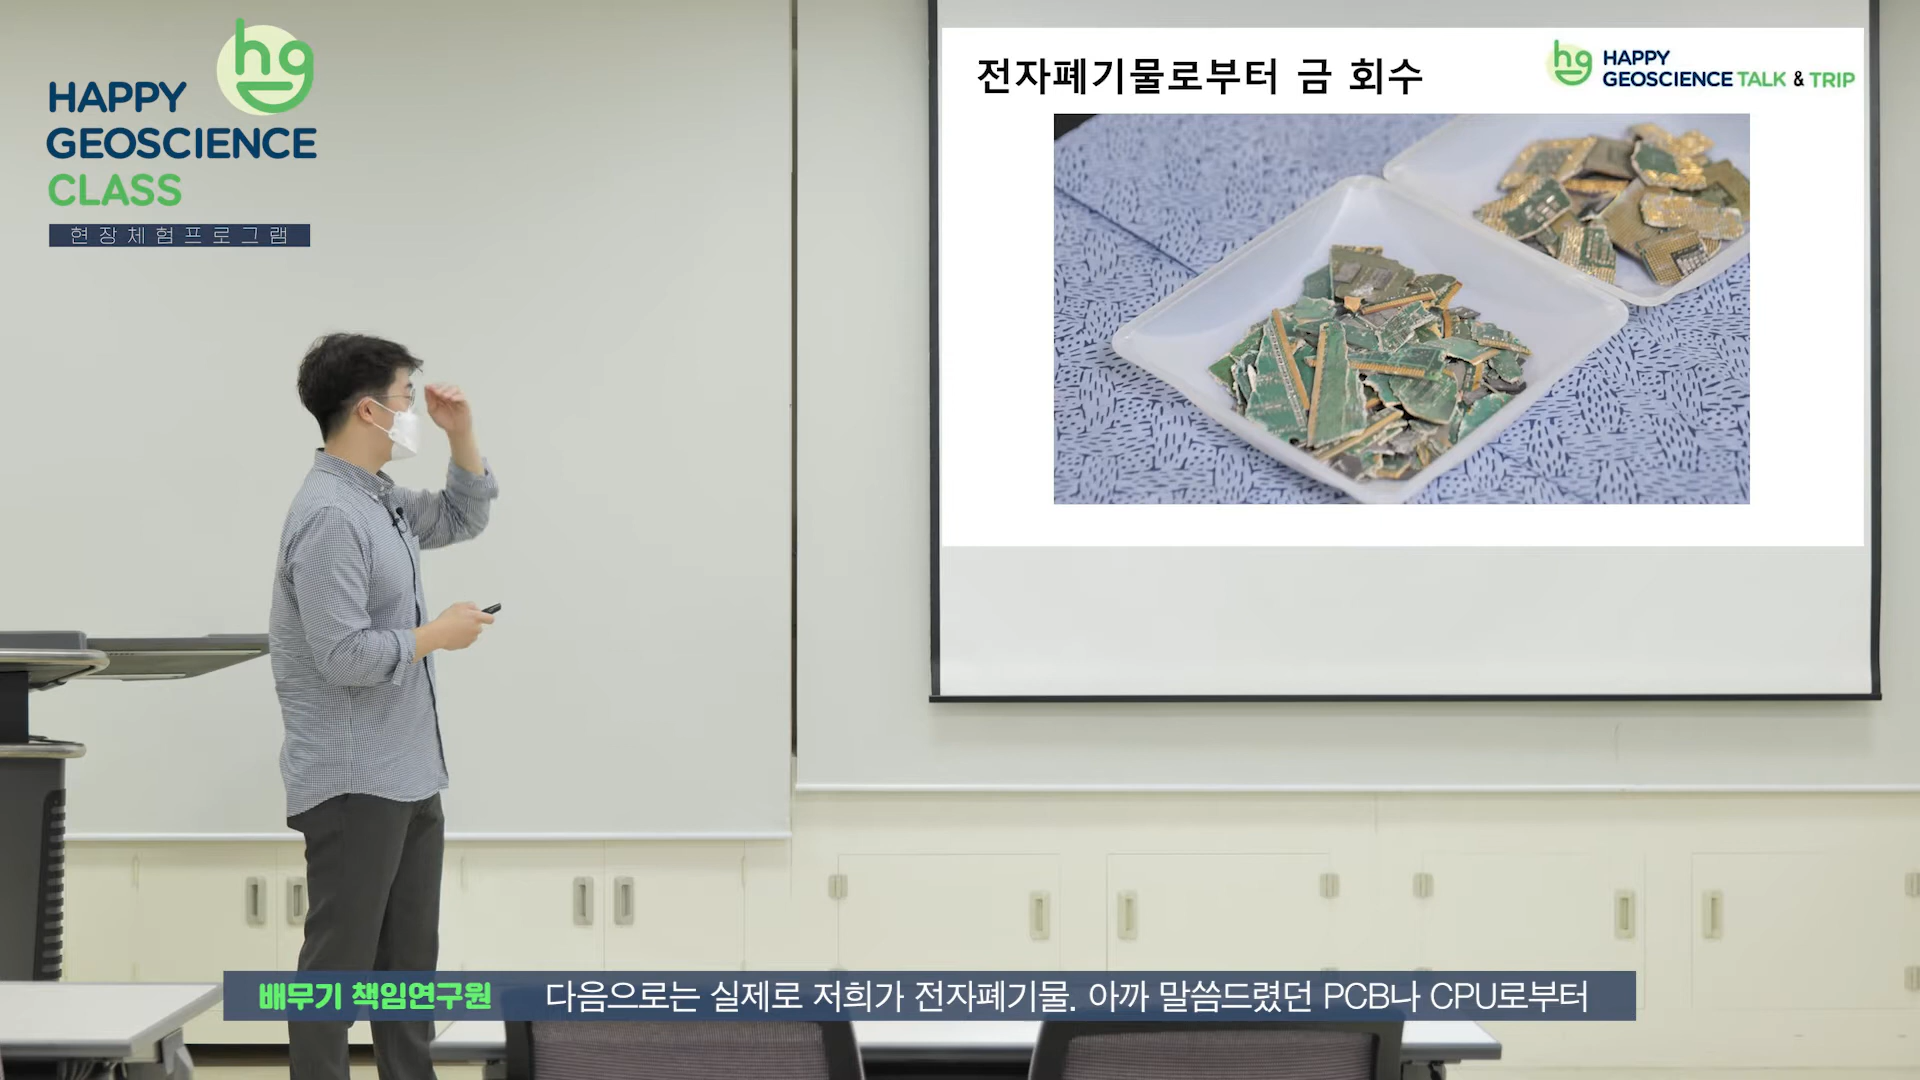 hg
HAPPY
GEOSCIENCE
CLASS
현장체험프로그램
전자폐기물로부터 금 회수
hg
HAPPY
GEOSCIENCE TALK & TRIP
배무기 책임연구원 다음으로는 실제로 저희가 전자폐기물. 아까 말씀드렸던 PCB나 CPU로부터